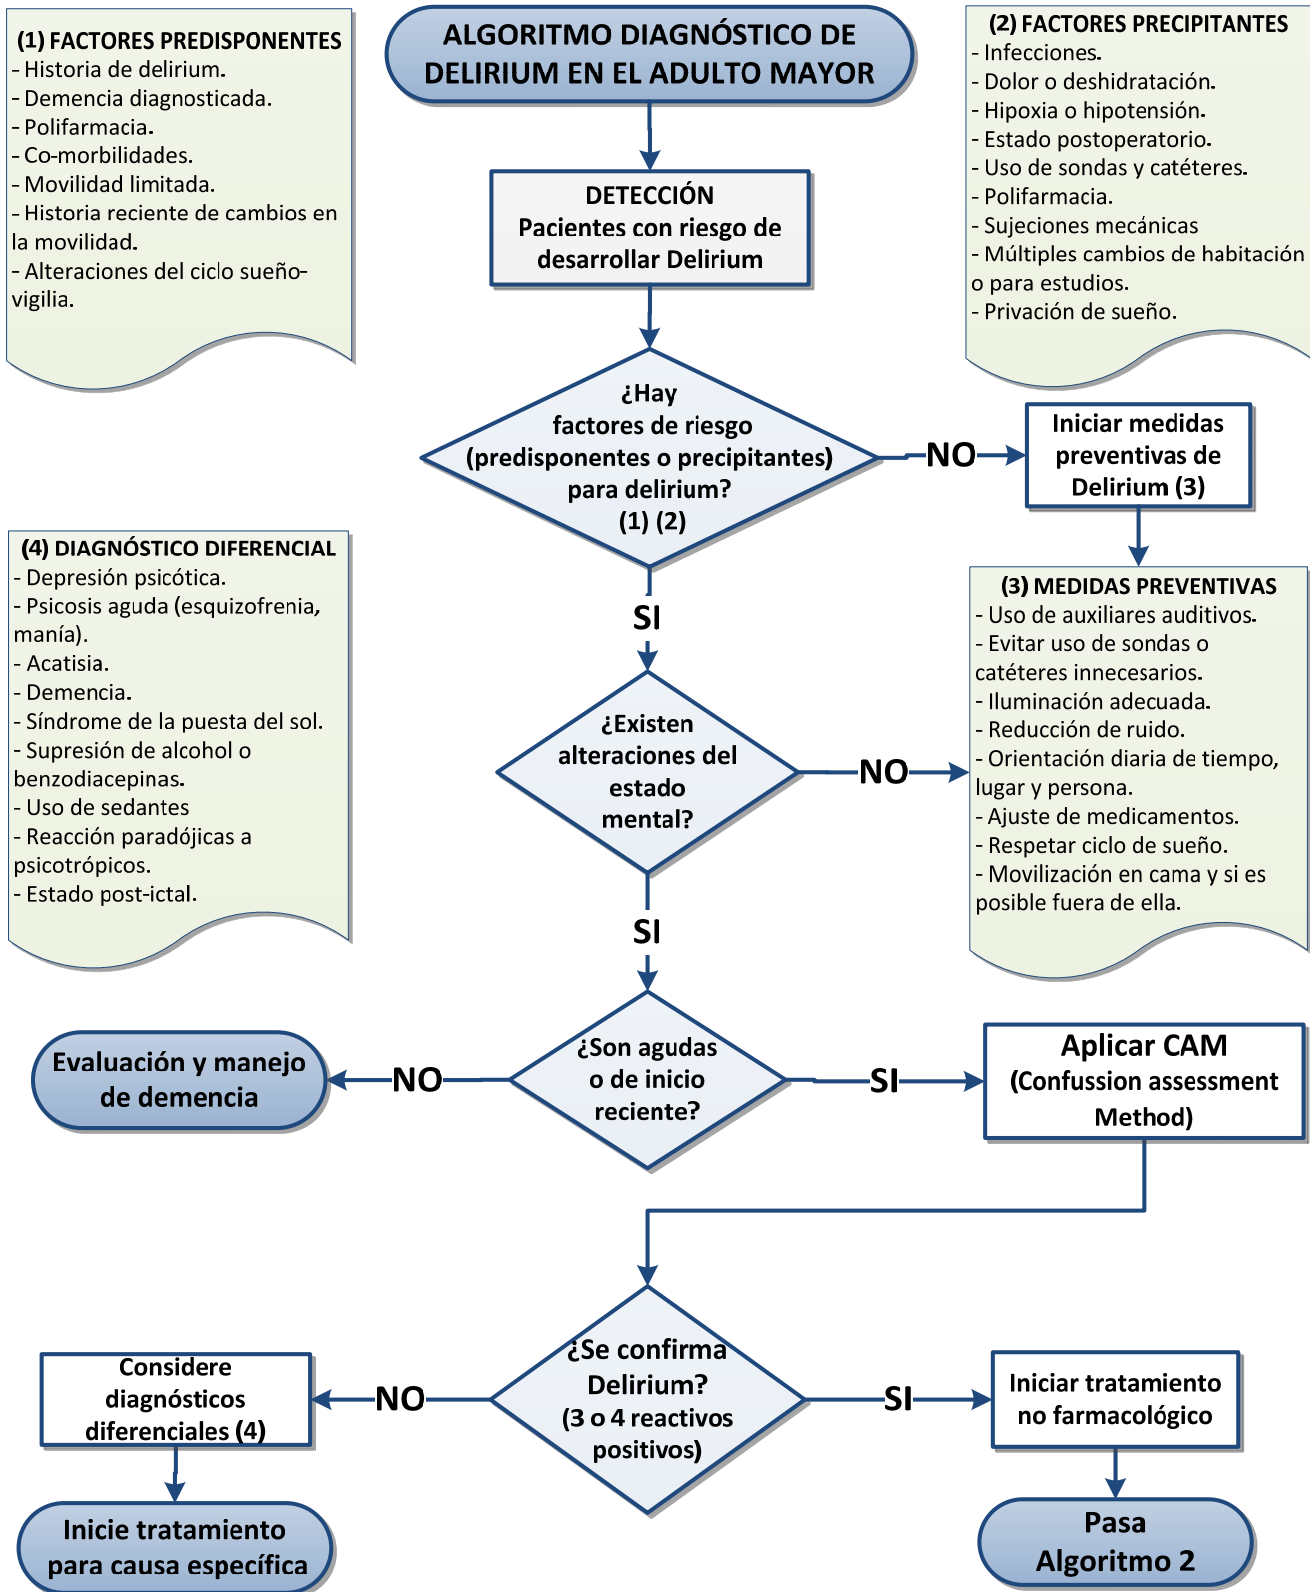 (1) FACTORES PREDISPONENTES
- Historia de delirium.
- Demencia diagnosticada.
- Polifarmacia.
- Co-morbilidades.
- Movilidad limitada.
- Historia reciente de cambios en
la movilidad.
- Alteraciones del ciclo sueño-
vigilia.
ALGORITMO DIAGNÓSTICO DE
DELIRIUM EN EL ADULTO MAYOR
(2) FACTORES PRECIPITANTES
- Infecciones.
- Dolor o deshidratación.
- Hipoxia o hipotensión.
- Estado postoperatorio.
- Uso de sondas y catéteres.
- Polifarmacia.
- Sujeciones mecánicas
- Múltiples cambios de habitación
o para estudios.
- Privación de sueño.
DETECCIÓN
Pacientes con riesgo de
desarrollar Delirium
¿Hay
factores de riesgo
(predisponentes o precipitantes)
para delirium?
(1) (2)
NO
Iniciar medidas
preventivas de
Delirium (3)
SI
(4) DIAGNÓSTICO DIFERENCIAL
- Depresión psicótica.
- Psicosis aguda (esquizofrenia,
manía).
- Acatisia.
- Demencia.
- Síndrome de la puesta del sol.
- Supresión de alcohol o
benzodiacepinas.
- Uso de sedantes
- Reacción paradójicas a
psicotrópicos.
- Estado post-ictal.
¿Existen
alteraciones del
estado
mental?
NO
(3) MEDIDAS PREVENTIVAS
- Uso de auxiliares auditivos.
- Evitar uso de sondas o
catéteres innecesarios.
- Iluminación adecuada.
- Reducción de ruido.
- Orientación diaria de tiempo,
lugar y persona.
- Ajuste de medicamentos.
- Respetar ciclo de sueño.
- Movilización en cama y si es
posible fuera de ella.
SI
Evaluación y manejo
de demencia
NO
¿Son agudas
o de inicio
reciente?
SI
Aplicar CAM
(Confussion assessment
Method)
Considere
diagnósticos
diferenciales (4)
NO
¿Se confirma
Delirium?
(3 o 4 reactivos
positivos)
SI
Iniciar tratamiento
no farmacológico
Inicie tratamiento
para causa específica
Pasa
Algoritmo 2